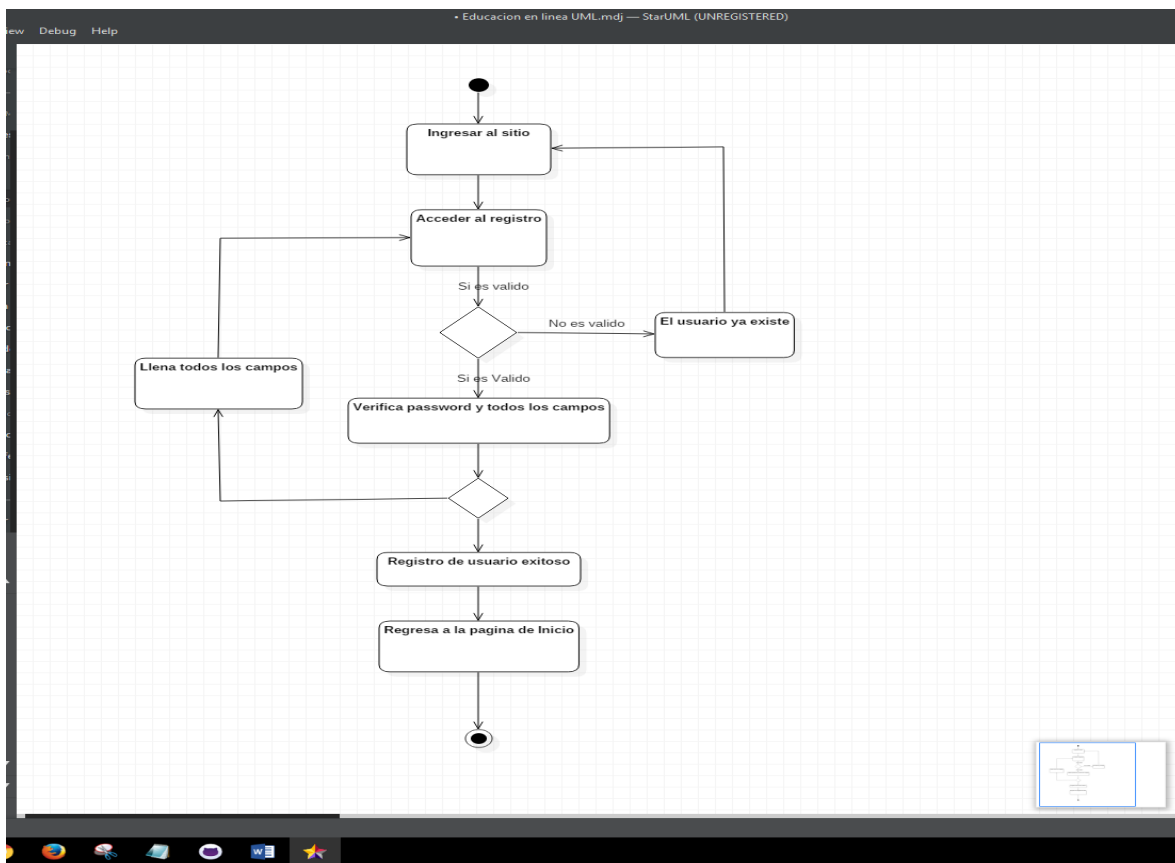 • Educacion en linea UML.mdj — StarUML (UNREGISTERED)
Debug Help
Ingresar al sitio
Acceder al registro
Si es valido
No es valido
El usuario ya existe
Llena todos los campos
Si es Valido
Verifica password y todos los campos
Registro de usuario exitoso
Regresa a la pagina de Inicio